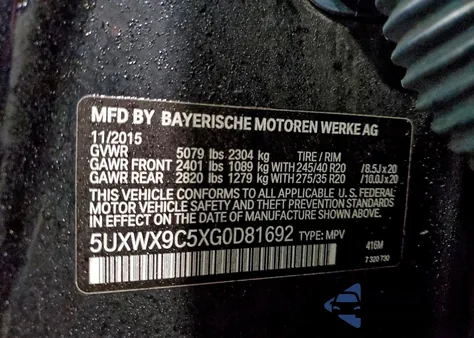 MFD BY BAYERISCHE MOTOREN WERKE AG
11/2015
GVWR 5079 lbs 2304 kg TIRE / RIM
GAWR FRONT 2401 lbs 1089 kg WITH 245/40 R20 /8.5J x 20
GAWR REAR 2820 lbs 1279 kg WITH 275/35 R20 /10.0J x 20
THIS VEHICLE CONFORMS TO ALL APPLICABLE U. S. FEDERAL
MOTOR VEHICLE SAFETY AND THEFT PREVENTION STANDARDS
IN EFFECT ON THE DATE OF MANUFACTURE SHOWN ABOVE.
5UXWX9C5XG0D81692 TYPE: MPV
416M
7 320 730